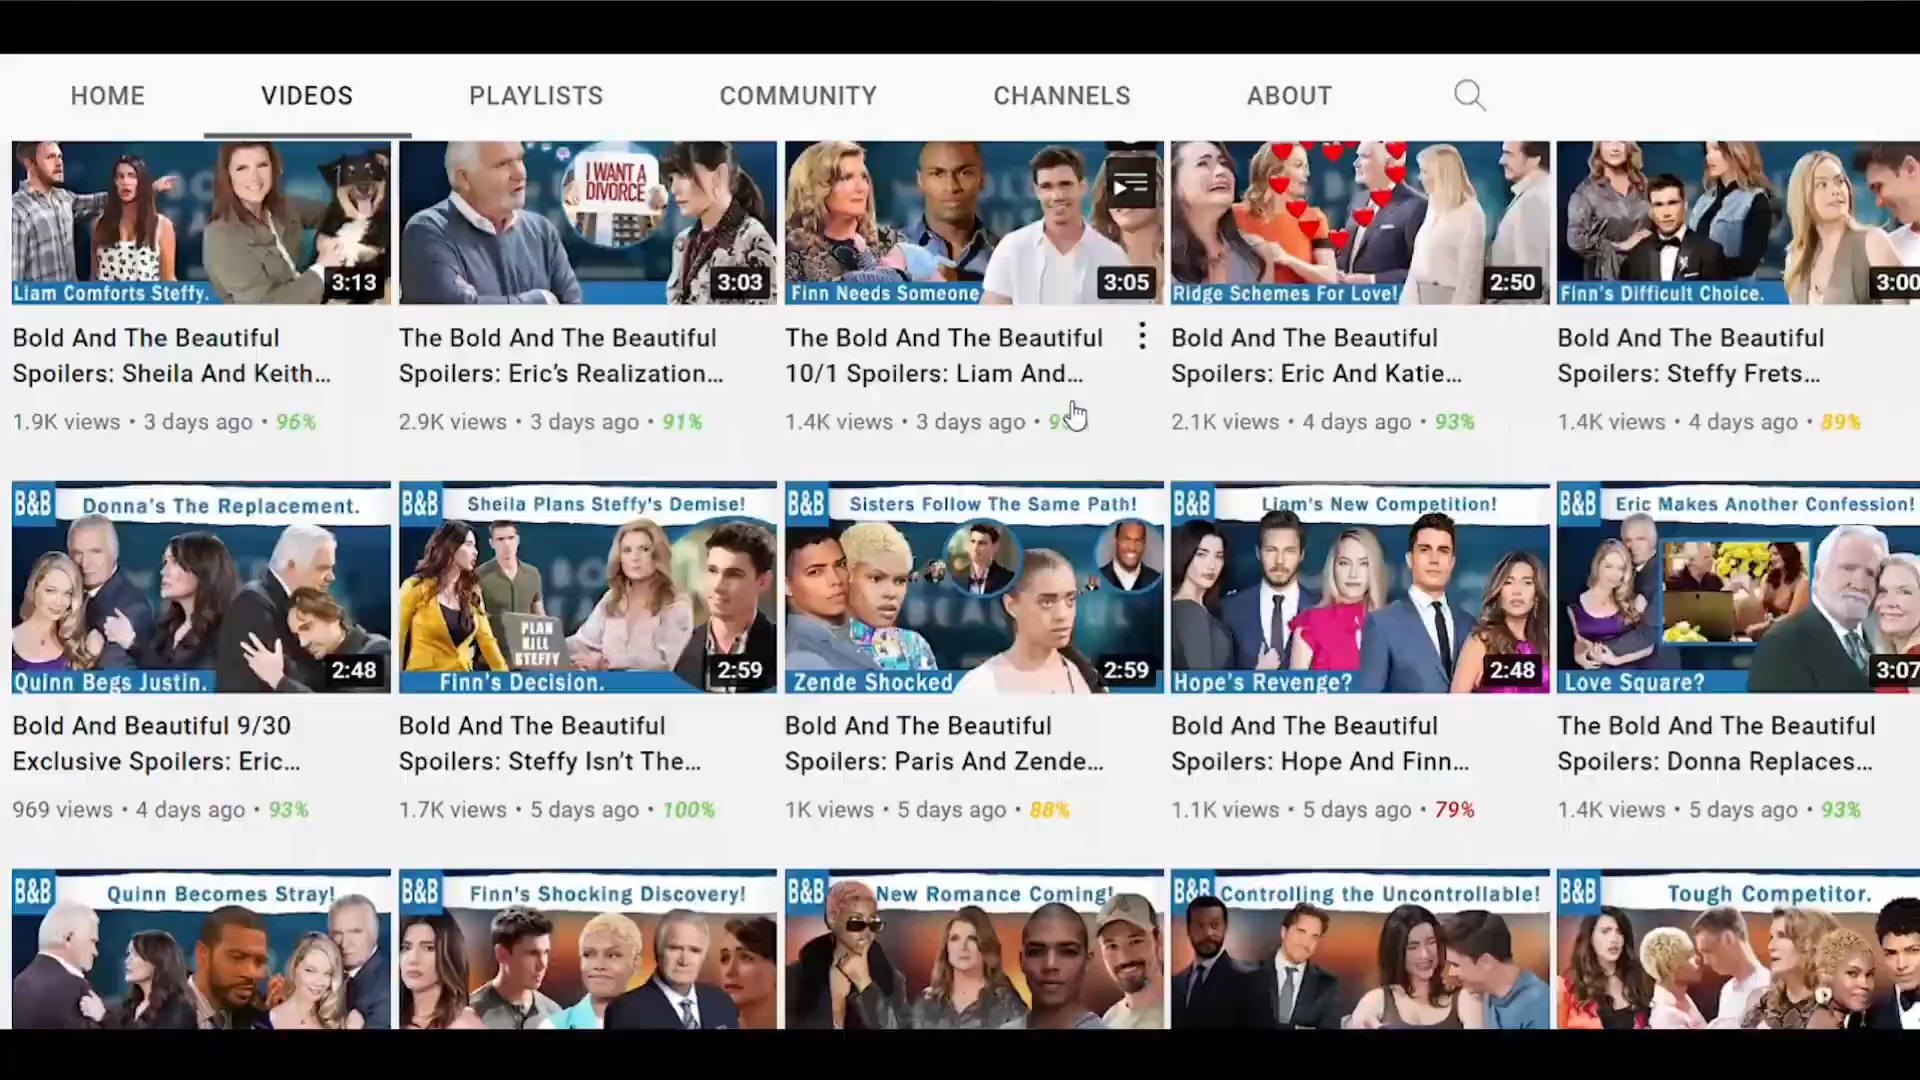 HOME VIDEOS PLAYLISTS COMMUNITY CHANNELS ABOUT
I WANT A
DIVORCE
Liam Comforts Steffy.
3:13
3:03
Finn Needs Someone
3:05
Ridge Schemes For Love!
2:50
Finn's Difficult Choice.
3:00
Bold And The Beautiful
Spoilers: Sheila And Keith...
1.9K views • 3 days ago • 96%
The Bold And The Beautiful
Spoilers: Eric's Realization...
2.9K views • 3 days ago • 91%
The Bold And The Beautiful
10/1 Spoilers: Liam And...
1.4K views • 3 days ago •
Bold And The Beautiful
Spoilers: Eric And Katie...
2.1K views • 4 days ago • 93%
Bold And The Beautiful
Spoilers: Steffy Frets...
1.4K views • 4 days ago • 89%
B&B Donna's The Replacement.
Quinn Begs Justin.
2:48
B&B Sheila Plans Steffy's Demise!
PLAN
KILL
STEFFY
Finn's Decision.
2:59
B&B Sisters Follow The Same Path!
Zende Shocked
2:59
B&B Liam's New Competition!
Hope's Revenge?
2:48
B&B Eric Makes Another Confession!
Love Square?
3:07
Bold And Beautiful 9/30
Exclusive Spoilers: Eric...
969 views • 4 days ago • 93%
Bold And The Beautiful
Spoilers: Steffy Isn't The...
1.7K views • 5 days ago • 100%
Bold And The Beautiful
Spoilers: Paris And Zende...
1K views • 5 days ago • 88%
Bold And The Beautiful
Spoilers: Hope And Finn...
1.1K views • 5 days ago • 79%
The Bold And The Beautiful
Spoilers: Donna Replaces...
1.4K views • 5 days ago • 93%
B&B Quinn Becomes Stray!
B&B Finn's Shocking Discovery!
B&B New Romance Coming!
B&B Controlling the Uncontrollable!
B&B Tough Competitor.